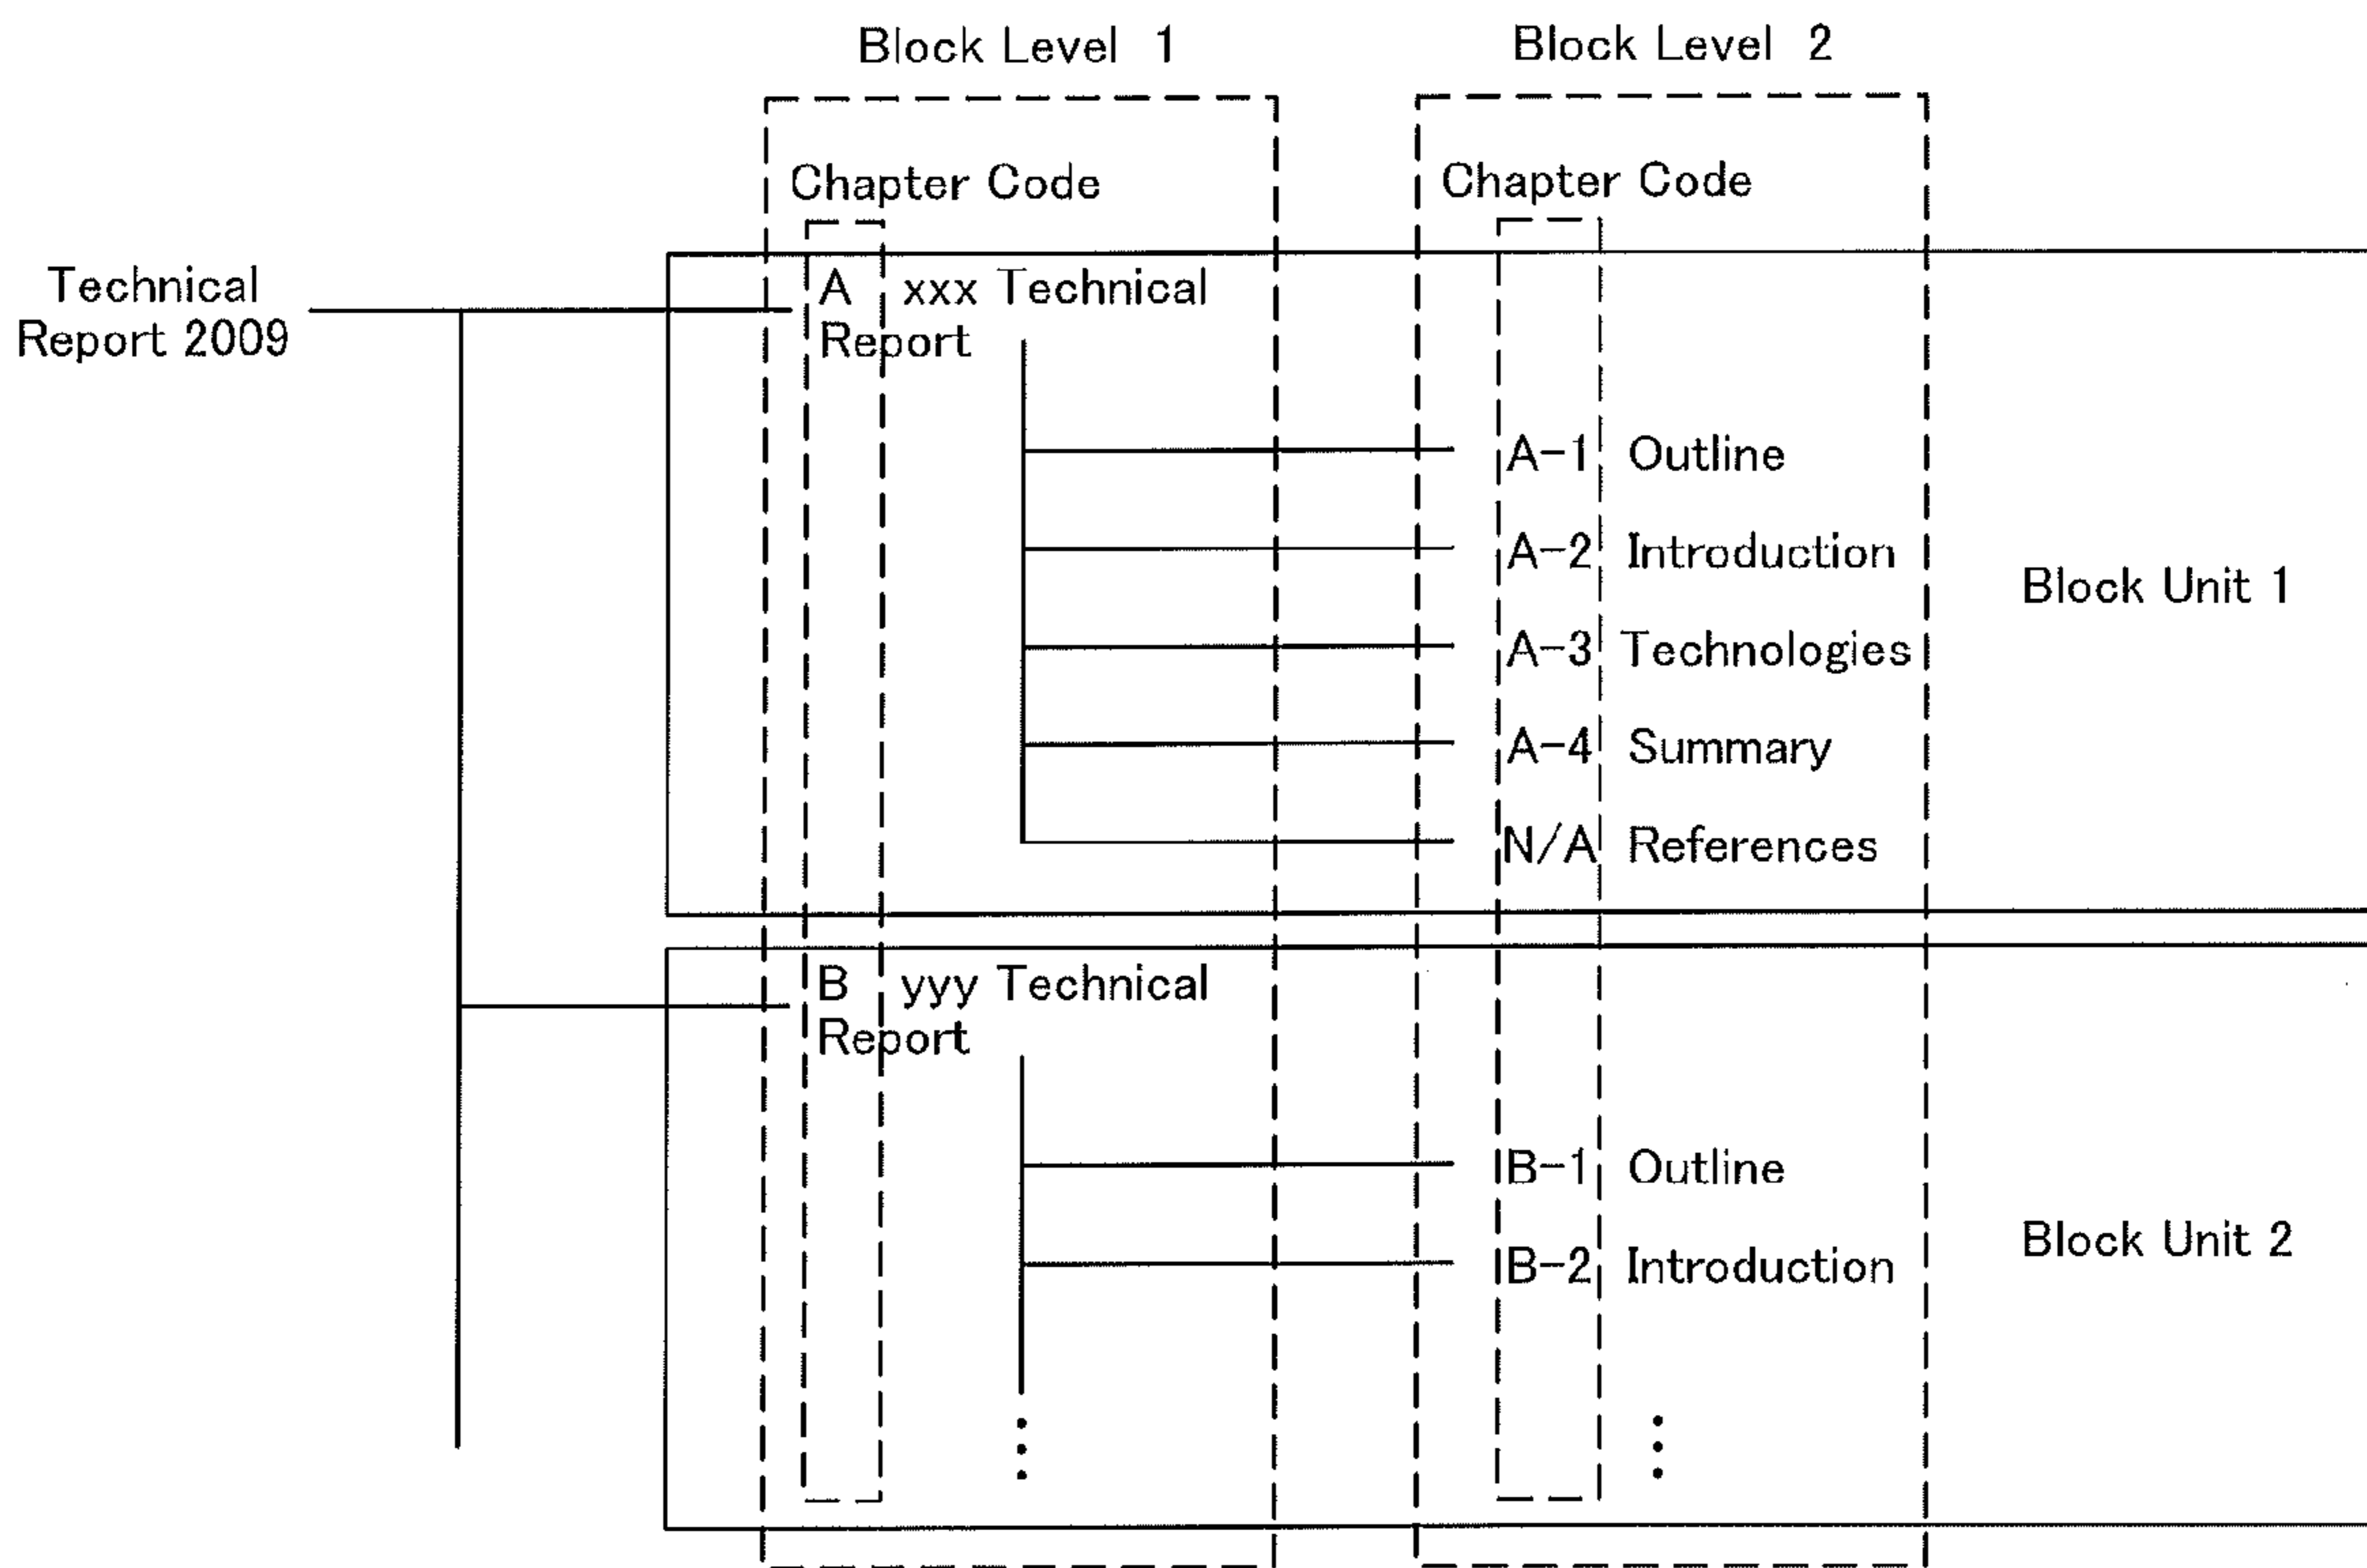 Block Level 1
Block Level 2
Chapter Code
Chapter Code
Technical
Report 2009
A xxx Technical
Report
A-1 Outline
A-2 Introduction
Block Unit 1
A-3 Technologies
A-4 Summary
N/A References
B yyy Technical
Report
B-1 Outline
Block Unit 2
B-2 Introduction